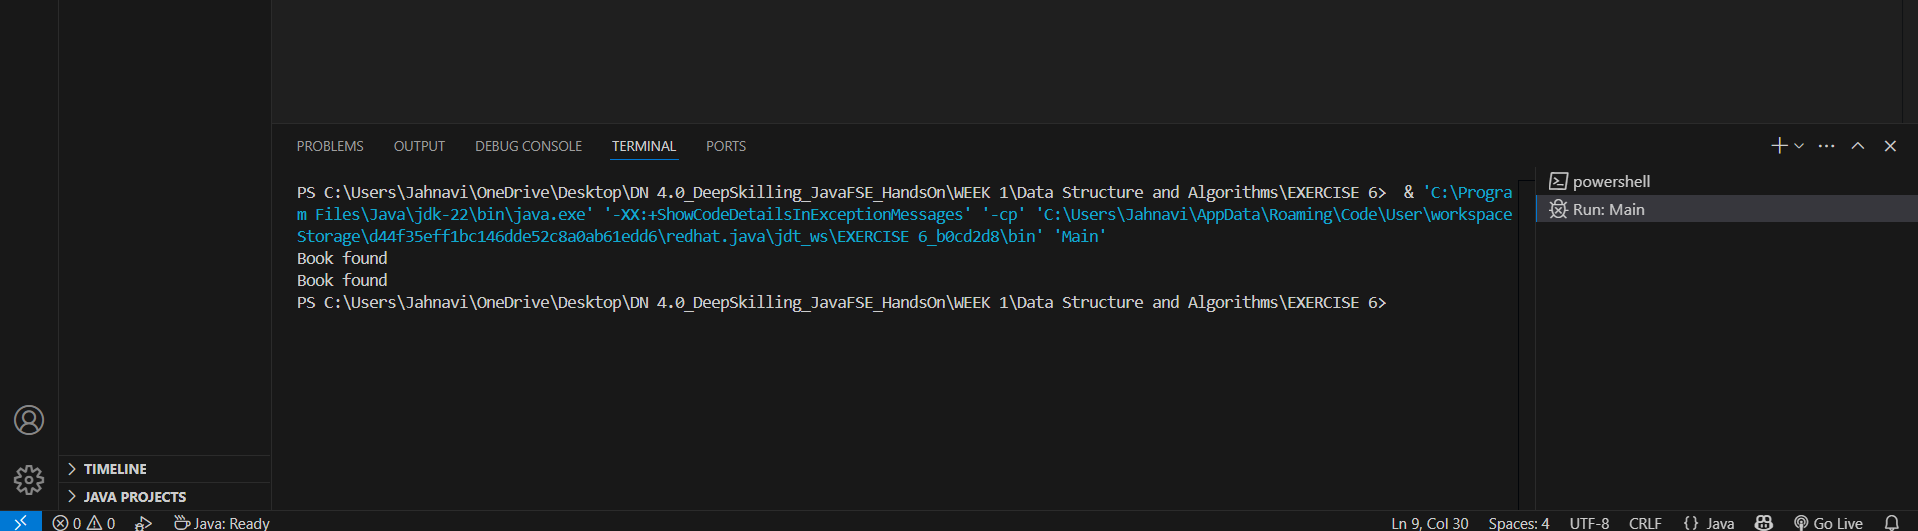 PROBLEMS OUTPUT DEBUG CONSOLE TERMINAL PORTS
PS C:\Users\Jahnavi\OneDrive\Desktop\DN 4.0_DeepSkilling_JavaFSE_HandsOn\WEEK 1\Data Structure and Algorithms\EXERCISE 6>  & 'C:\Progra
m Files\Java\jdk-22\bin\java.exe' '-XX:+ShowCodeDetailsInExceptionMessages' '-cp' 'C:\Users\Jahnavi\AppData\Roaming\Code\User\workspace
Storage\d44f35eff1bc146dde52c8a0ab61edd6\redhat.java\jdt_ws\EXERCISE 6_b0cd2d8\bin' 'Main'
Book found
Book found
PS C:\Users\Jahnavi\OneDrive\Desktop\DN 4.0_DeepSkilling_JavaFSE_HandsOn\WEEK 1\Data Structure and Algorithms\EXERCISE 6>
powershell
Run: Main
TIMELINE
JAVA PROJECTS
0 0 Java: Ready Ln 9, Col 30 Spaces: 4 UTF-8 CRLF {} Java Go Live